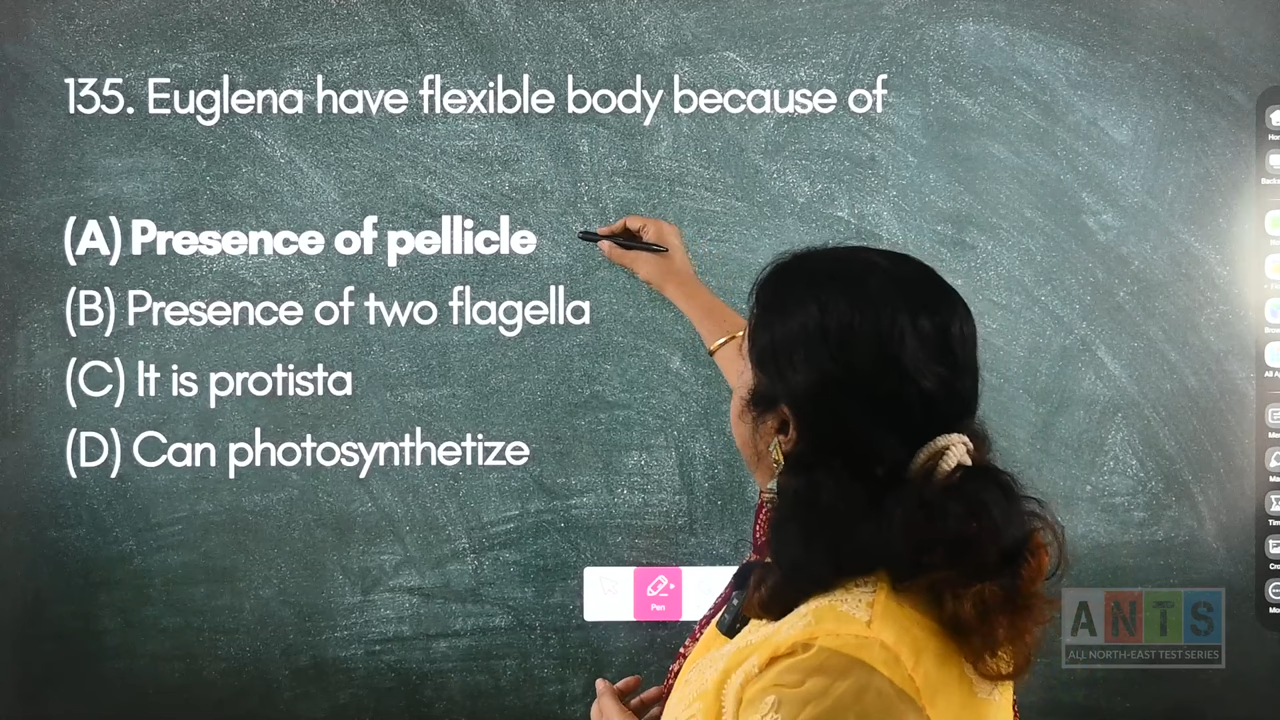 135. Euglena have flexible body because of
(A) Presence of pellicle
(B) Presence of two flagella
(C) It is protista
(D) Can photosynthetize
Pen
ANTS
ALL NORTH-EAST TEST SERIES